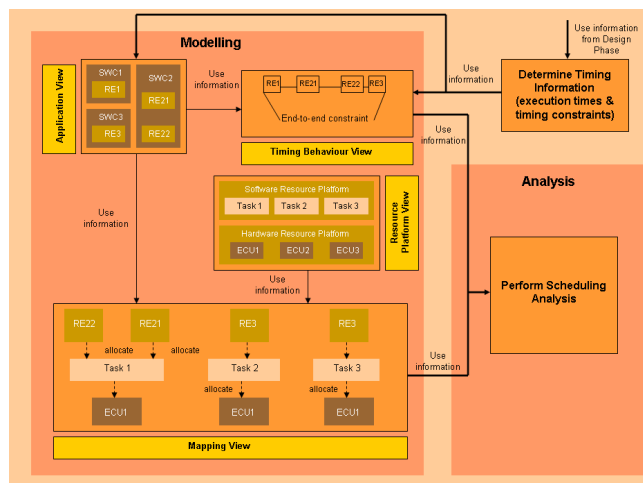 Modelling
Use information
from Design
Phase
Application View
SWC1
RE1
SWC2
RE21
RE22
SWC3
RE3
Use
information
RE1
RE21
RE22
RE3
End-to-end constraint
Timing Behaviour View
Use
information
Determine Timing
Information
(execution times &
timing constraints)
Use
information
Analysis
Use
information
Software Resource Platform
Task 1
Task 2
Task 3
Hardware Resource Platform
ECU1
ECU2
ECU3
Resource
Platform View
Use
information
Perform Scheduling
Analysis
RE22
RE21
RE3
RE3
allocate
allocate
allocate
Task 1
Task 2
Task 3
allocate
allocate
ECU1
ECU1
ECU1
Use
information
Mapping View